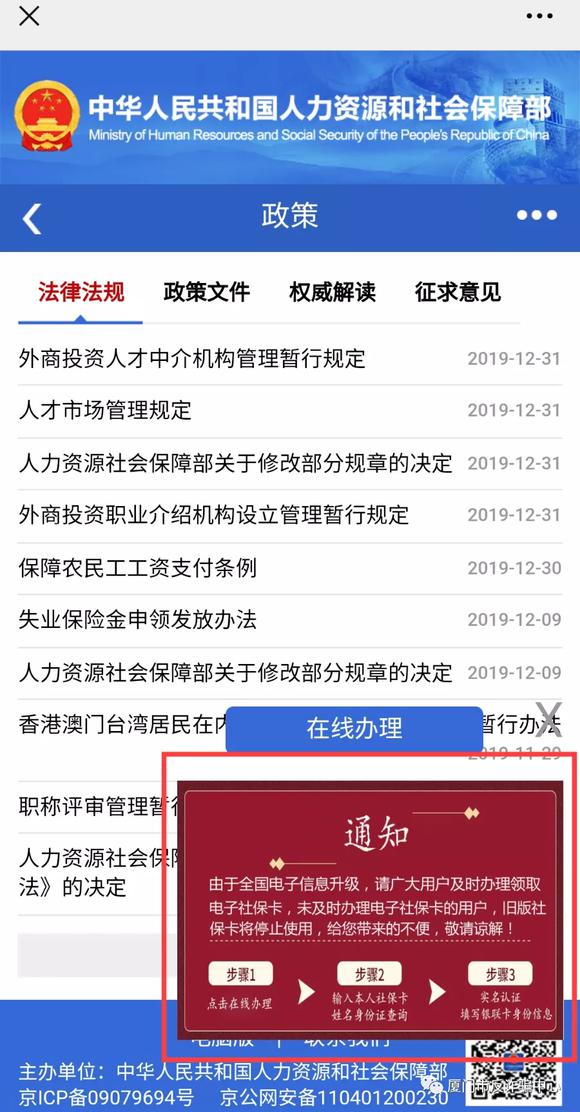 中华人民共和国人力资源和社会保障部
Ministry of Human Resources and Social Security of the People's Republic of China
政策
法律法规 政策文件 权威解读 征求意见
外商投资人才中介机构管理暂行规定 2019-12-31
人才市场管理规定 2019-12-31
人力资源社会保障部关于修改部分规章的决定 2019-12-31
外商投资职业介绍机构设立管理暂行规定 2019-12-31
保障农民工工资支付条例 2019-12-30
失业保险金申领发放办法 2019-12-09
人力资源社会保障部关于修改部分规章的决定 2019-12-09
香港澳门台湾居民在内 暂行办法
X
在线办理
2019-11-29
职称评审管理暂行
人力资源社会保
法》的决定
通知
由于全国电子信息升级，请广大用户及时办理领取
电子社保卡，未及时办理电子社保卡的用户，旧版社
保卡将停止使用，给您带来的不便，敬请谅解！
步骤1 步骤2 步骤3
点击在线办理 输入本人社保卡 实名认证
姓名身份证查询 填写银联卡身份信息
电脑版 | 联系我们
主办单位：中华人民共和国人力资源和社会保障部
京ICP备09079694号 京公网安备110401200230
厦门市反诈骗中心